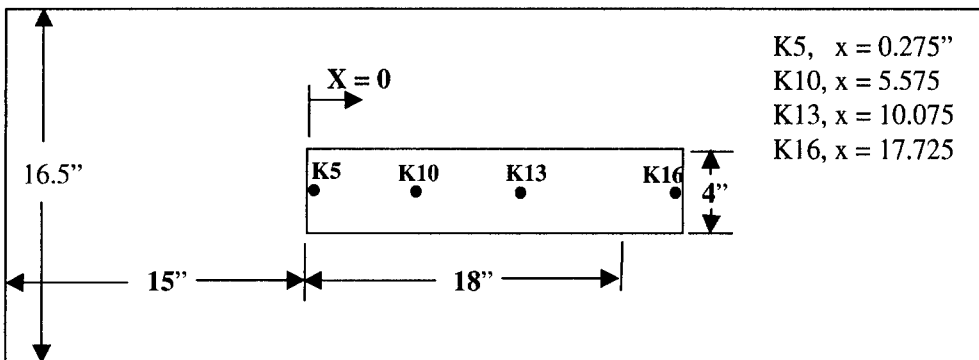 K5, x = 0.275”
K10, x = 5.575
K13, x = 10.075
K16, x = 17.725
X = 0
16.5”
K5
K10
K13
K16
4”
15”
18”